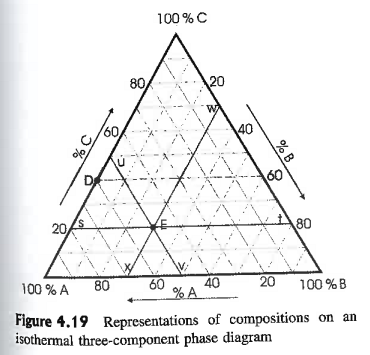 100 % C
80
20
W
60
40
% C
% B
U
D
60
20
S
E
t
80
X
V
100 % A
80
60
40
20
100 % B
% A
Figure 4.19 Representations of compositions on an
isothermal three-component phase diagram